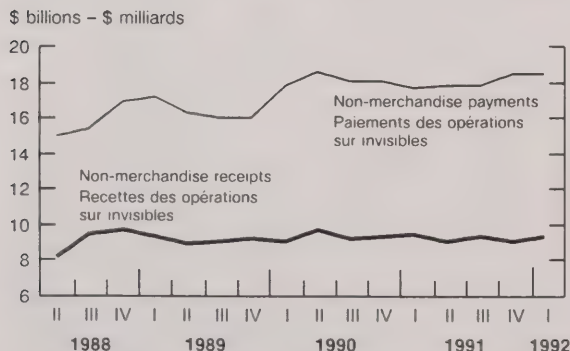 $ billions – $ milliards
20
18
16
14
12
10
8
6
Non-merchandise payments
Paiements des opérations
sur invisibles
Non-merchandise receipts
Recettes des opérations
sur invisibles
II III IV I II III IV I II III IV I II III IV I
1988 1989 1990 1991 1992